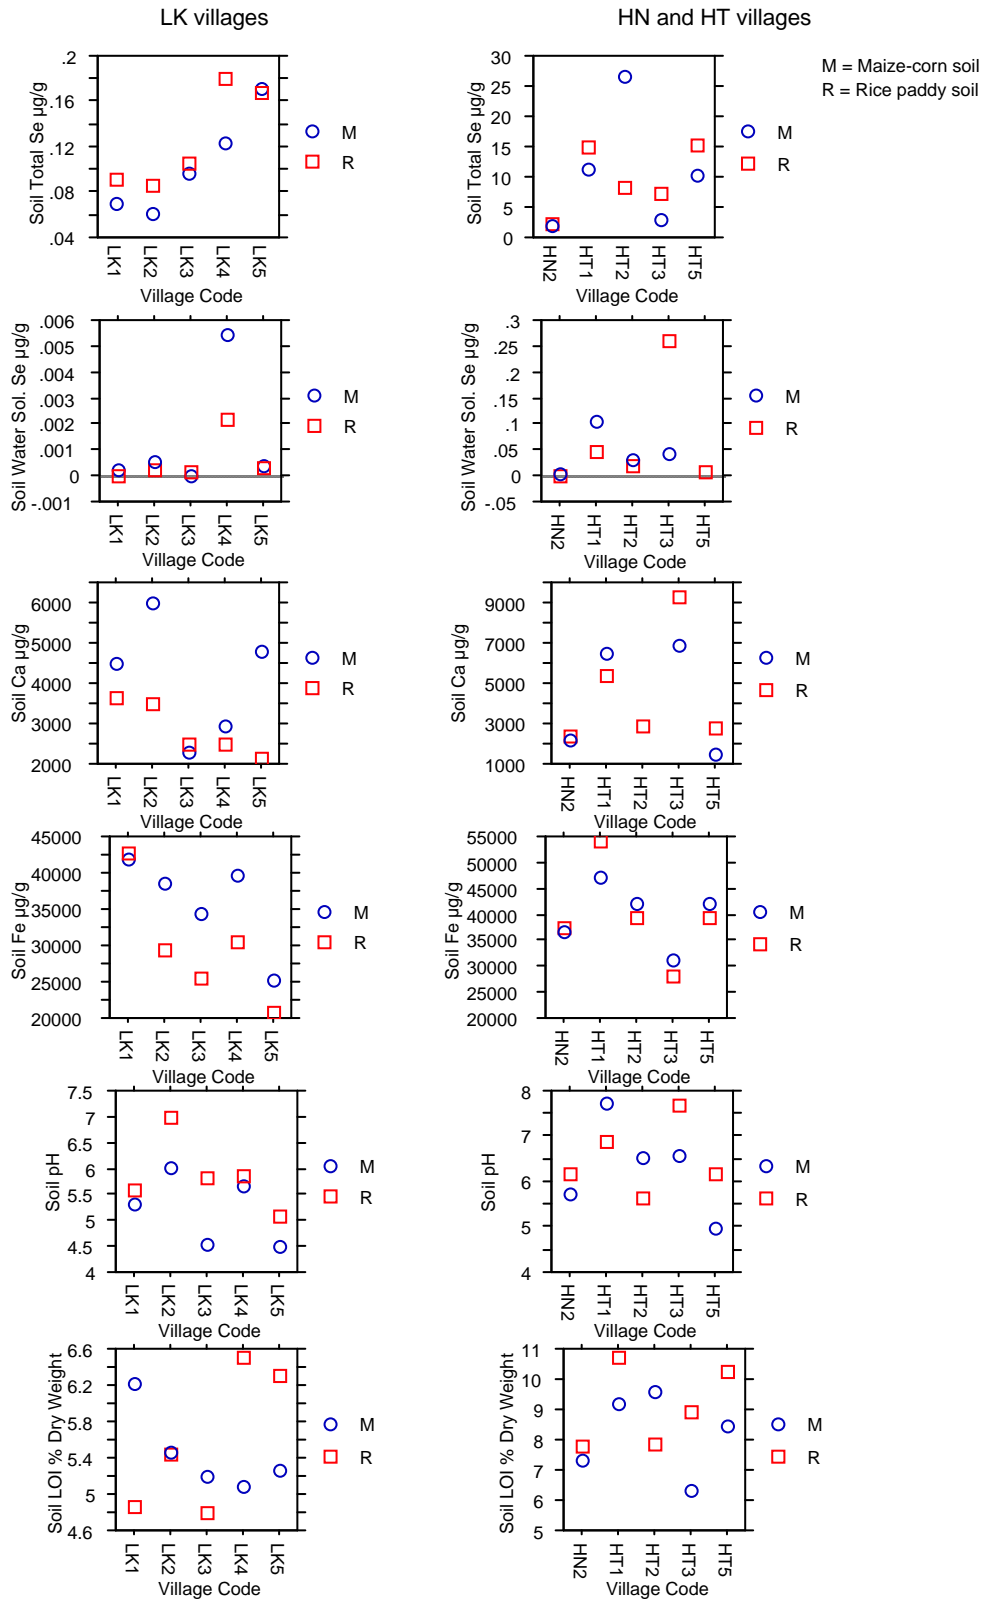 LK villages
HN and HT villages
M = Maize-corn soil
R = Rice paddy soil
Soil Total Se µg/g
.2
.16
.12
.08
.04
LK1
LK2
LK3
LK4
LK5
Village Code
M
R
Soil Total Se µg/g
30
25
20
15
10
5
0
HN2
HT1
HT2
HT3
HT5
Village Code
M
R
Soil Water Sol. Se µg/g
.006
.005
.004
.003
.002
.001
0
-.001
LK1
LK2
LK3
LK4
LK5
Village Code
M
R
Soil Water Sol. Se µg/g
.3
.25
.2
.15
.1
.05
0
-.05
HN2
HT1
HT2
HT3
HT5
Village Code
M
R
Soil Ca µg/g
6000
5000
4000
3000
2000
LK1
LK2
LK3
LK4
LK5
Village Code
M
R
Soil Ca µg/g
9000
7000
5000
3000
1000
HN2
HT1
HT2
HT3
HT5
Village Code
M
R
Soil Fe µg/g
45000
40000
35000
30000
25000
20000
LK1
LK2
LK3
LK4
LK5
Village Code
M
R
Soil Fe µg/g
55000
50000
45000
40000
35000
30000
25000
20000
HN2
HT1
HT2
HT3
HT5
Village Code
M
R
Soil pH
7.5
7
6.5
6
5.5
5
4.5
4
LK1
LK2
LK3
LK4
LK5
Village Code
M
R
Soil pH
8
7
6
5
4
HN2
HT1
HT2
HT3
HT5
Village Code
M
R
Soil LOI % Dry Weight
6.6
6.2
5.8
5.4
5
4.6
LK1
LK2
LK3
LK4
LK5
Village Code
M
R
Soil LOI % Dry Weight
11
10
9
8
7
6
5
HN2
HT1
HT2
HT3
HT5
Village Code
M
R